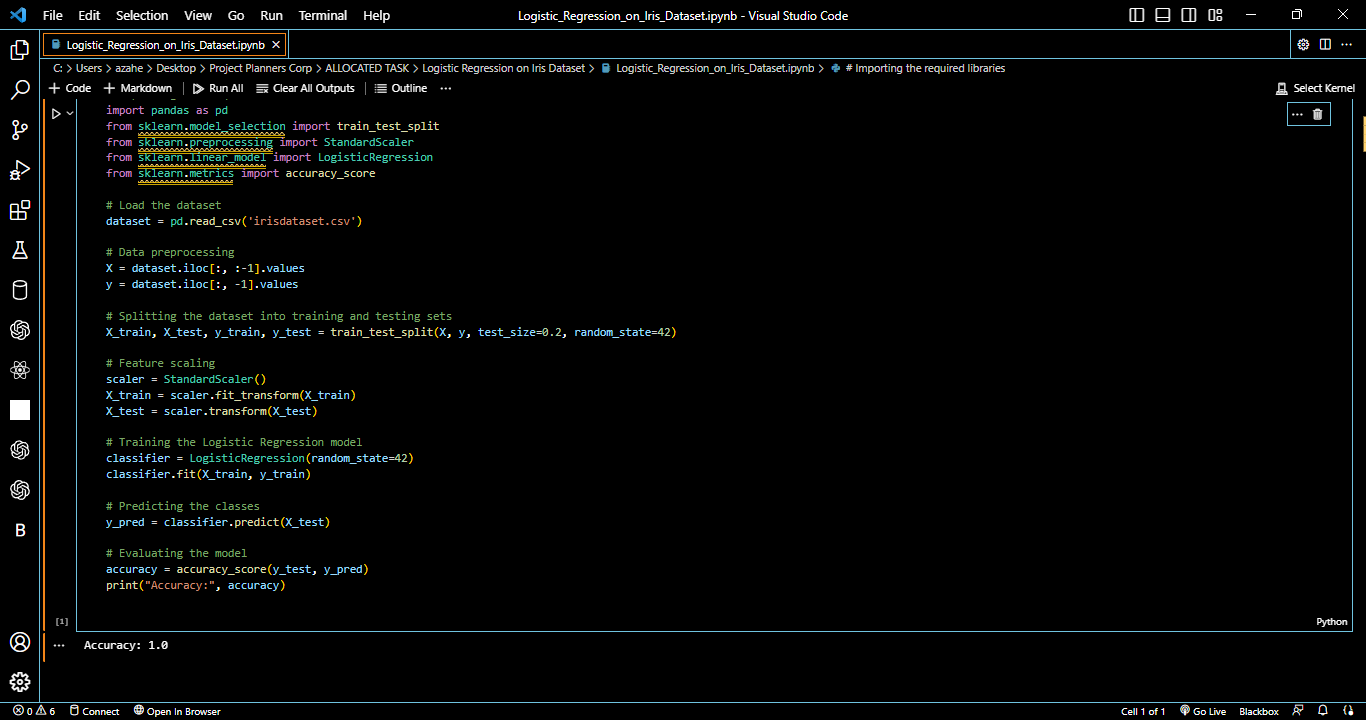 File Edit Selection View Go Run Terminal Help Logistic_Regression_on_Iris_Dataset.ipynb - Visual Studio Code
Logistic_Regression_on_Iris_Dataset.ipynb
C: > Users > azahe > Desktop > Project Planners Corp > ALLOCATED TASK > Logistic Regression on Iris Dataset > Logistic_Regression_on_Iris_Dataset.ipynb > # Importing the required libraries
+ Code + Markdown Run All Clear All Outputs Outline ... Select Kernel
import pandas as pd
from sklearn.model_selection import train_test_split
from sklearn.preprocessing import StandardScaler
from sklearn.linear_model import LogisticRegression
from sklearn.metrics import accuracy_score
# Load the dataset
dataset = pd.read_csv('irisdataset.csv')
# Data preprocessing
X = dataset.iloc[:, :-1].values
y = dataset.iloc[:, -1].values
# Splitting the dataset into training and testing sets
X_train, X_test, y_train, y_test = train_test_split(X, y, test_size=0.2, random_state=42)
# Feature scaling
scaler = StandardScaler()
X_train = scaler.fit_transform(X_train)
X_test = scaler.transform(X_test)
# Training the Logistic Regression model
classifier = LogisticRegression(random_state=42)
classifier.fit(X_train, y_train)
# Predicting the classes
y_pred = classifier.predict(X_test)
# Evaluating the model
accuracy = accuracy_score(y_test, y_pred)
print("Accuracy:", accuracy)
[1] Python
... Accuracy: 1.0
B
0 6 Connect Open In Browser Cell 1 of 1 Go Live Blackbox